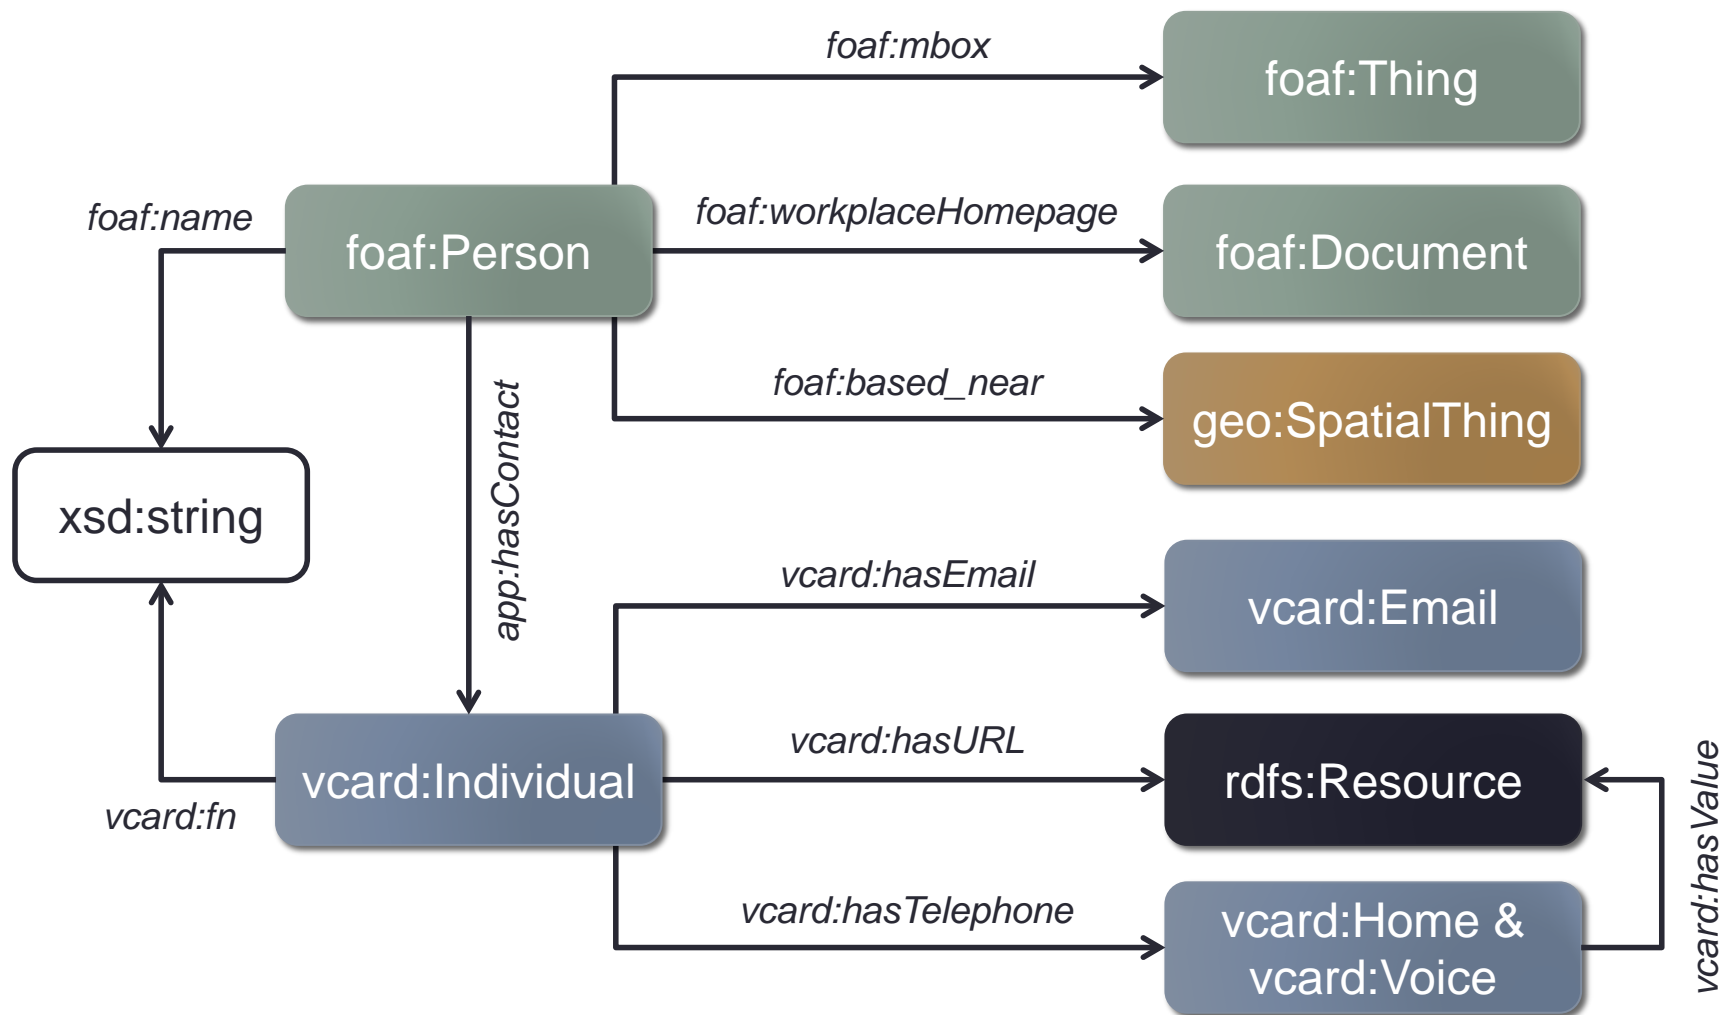 foaf:mbox
foaf:Thing
foaf:name
foaf:Person
foaf:workplaceHomepage
foaf:Document
foaf:based_near
geo:SpatialThing
app:hasContact
xsd:string
vcard:hasEmail
vcard:Email
vcard:fn
vcard:Individual
vcard:hasURL
rdfs:Resource
vcard:hasValue
vcard:hasTelephone
vcard:Home &
vcard:Voice